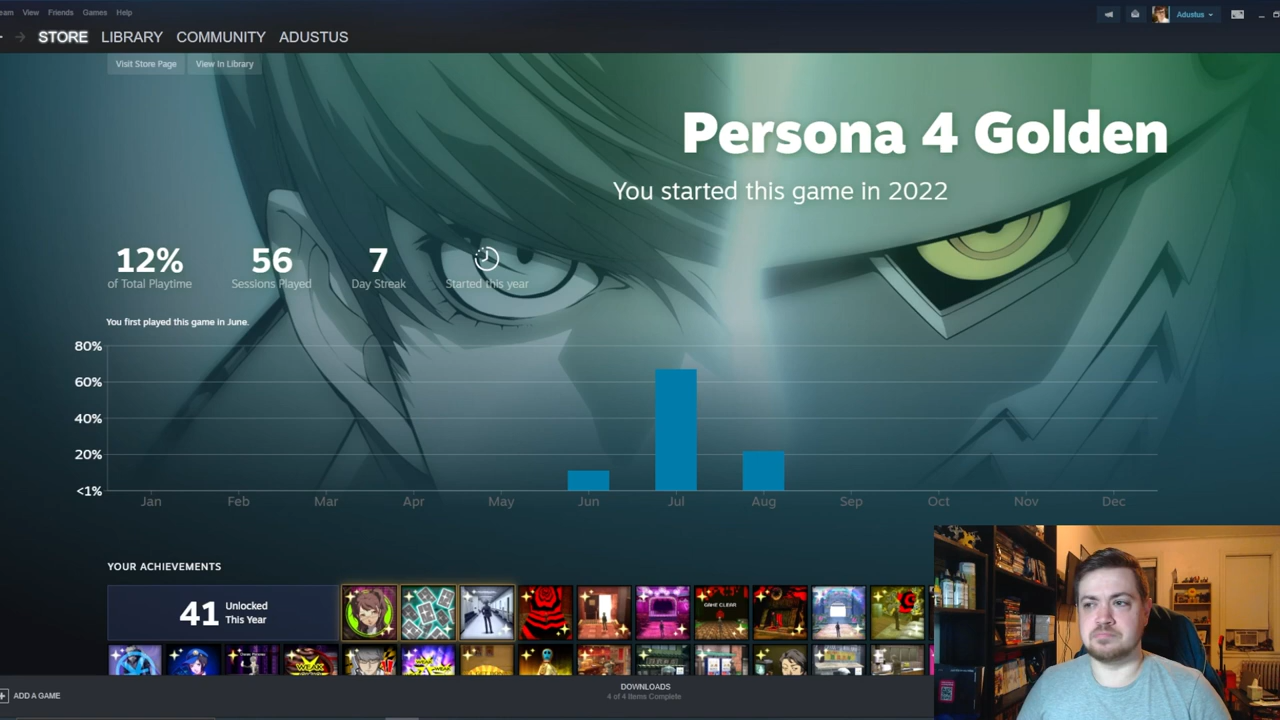 eam View Friends Games Help
Adustus
STORE LIBRARY COMMUNITY ADUSTUS
Visit Store Page View In Library
Persona 4 Golden
You started this game in 2022
12% 56 7
of Total Playtime Sessions Played Day Streak Started this year
You first played this game in June.
80%
60%
40%
20%
<1%
Jan Feb Mar Apr May Jun Jul Aug Sep Oct Nov Dec
YOUR ACHIEVEMENTS
41 Unlocked
This Year
GAME CLEAR
WEAK
DOWNLOADS
ADD A GAME
4 of 4 Items Complete